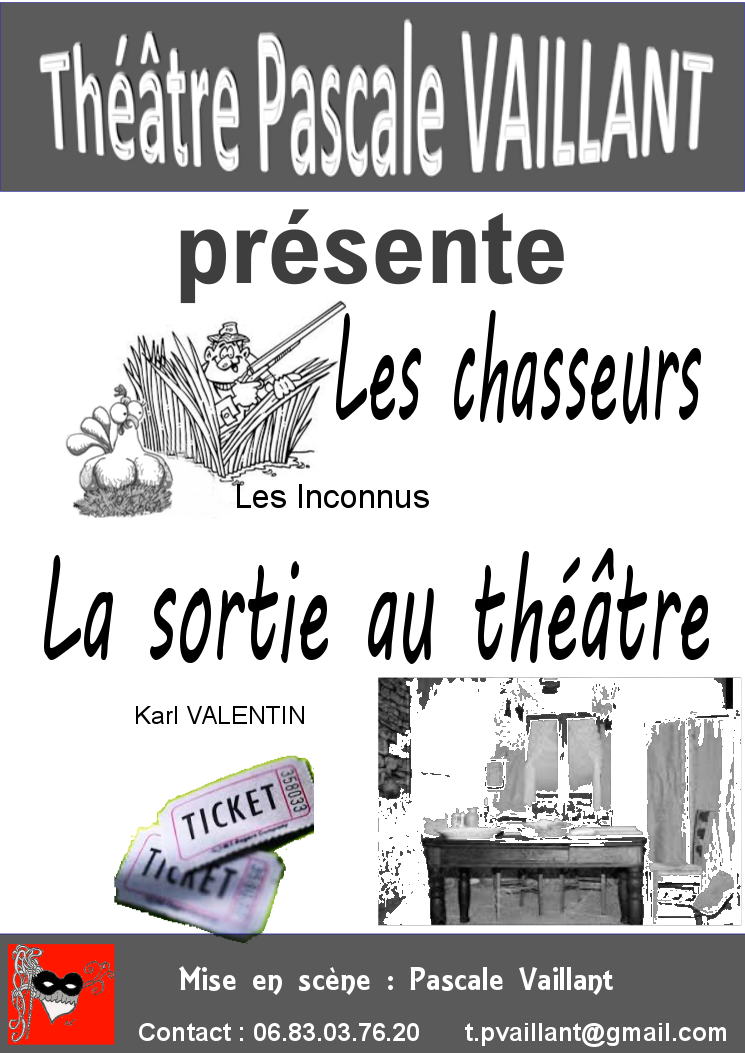 Théâtre Pascale VAILLANT
présente
Les chasseurs
Les Inconnus
La sortie au théâtre
Karl VALENTIN
TICKET
358033
TICKET
Mise en scène : Pascale Vaillant
Contact : 06.83.03.76.20 t.pvaillant@gmail.com